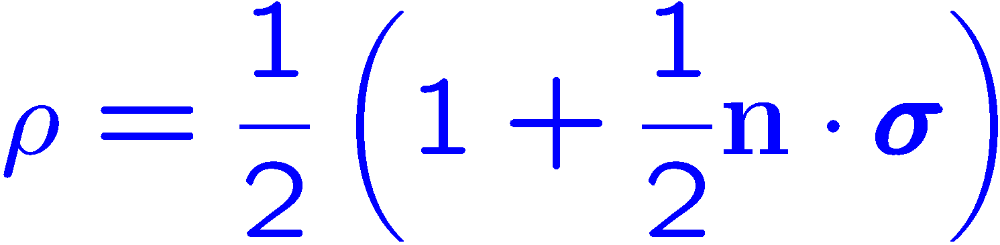 ρ = 1/2 (1 + 1/2 𝐧 · 𝛔)